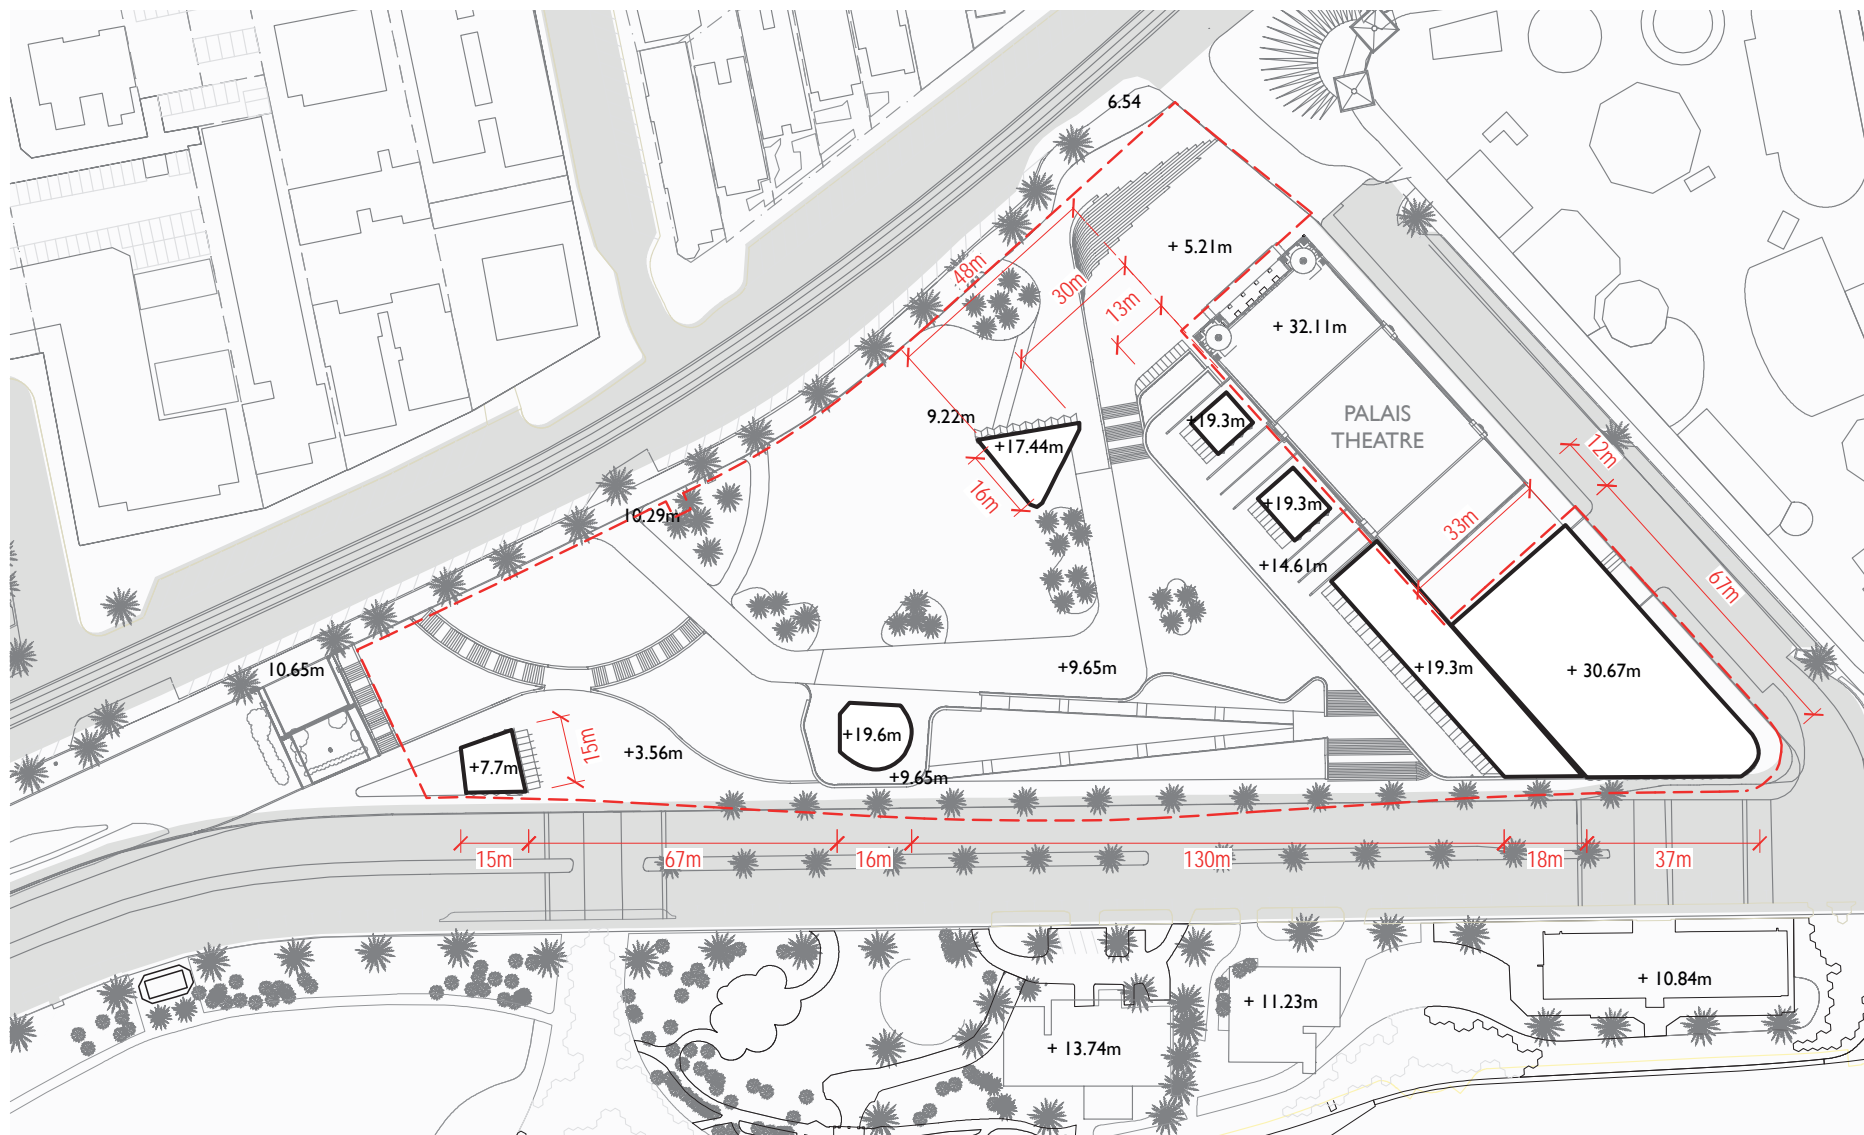 6.54
+ 5.21m
48m
30m
13m
+ 32.11m
PALAIS
THEATRE
9.22m
+19.3m
+17.44m
12m
16m
+19.3m
10.29m
33m
+14.61m
67m
10.65m
+9.65m
+19.3m
+ 30.67m
+19.6m
15m
+3.56m
+7.7m
+9.65m
15m
67m
16m
130m
18m
37m
+ 10.84m
+ 11.23m
+ 13.74m